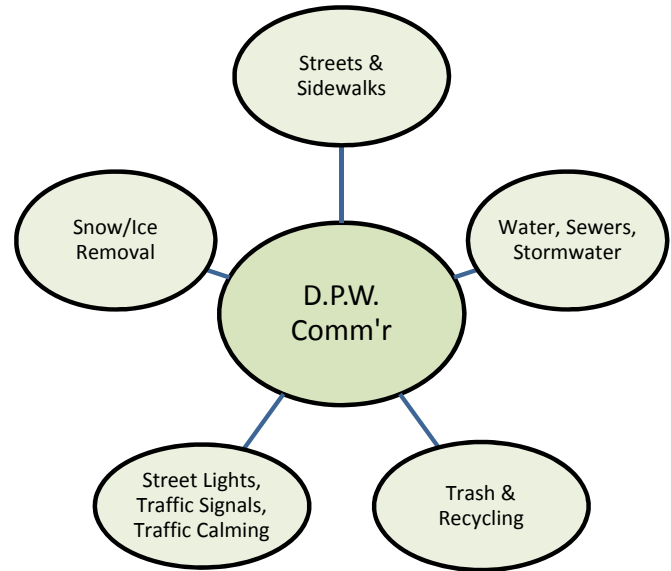 Streets &
Sidewalks
Snow/Ice
Removal
Water, Sewers,
Stormwater
D.P.W.
Comm'r
Street Lights,
Traffic Signals,
Traffic Calming
Trash &
Recycling